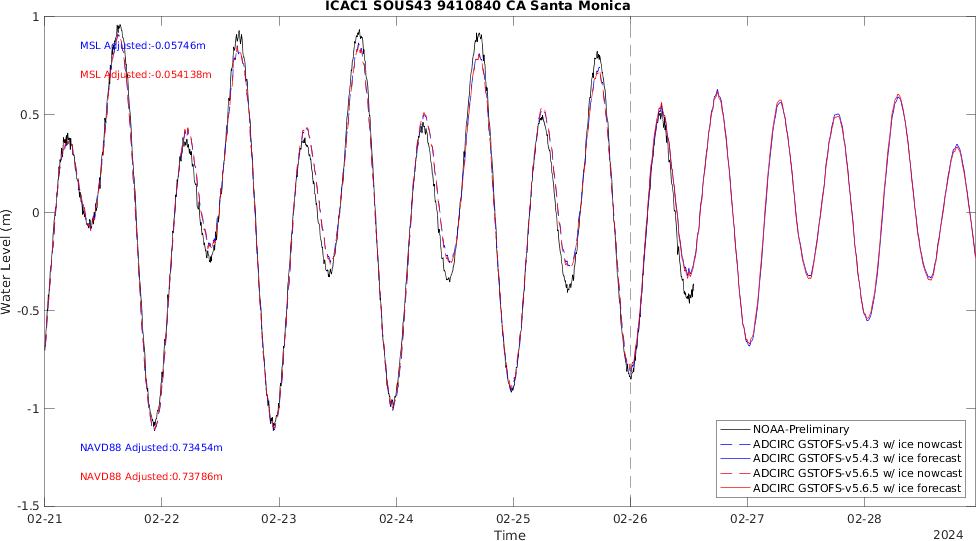 ICAC1 SOUS43 9410840 CA Santa Monica
MSL Adjusted:-0.05746m
MSL Adjusted:-0.054138m
Water Level (m)
1
0.5
0
-0.5
-1
-1.5
NAVD88 Adjusted:0.73454m
NAVD88 Adjusted:0.73786m
NOAA-Preliminary
ADCIRC GSTOFS-v5.4.3 w/ ice nowcast
ADCIRC GSTOFS-v5.4.3 w/ ice forecast
ADCIRC GSTOFS-v5.6.5 w/ ice nowcast
ADCIRC GSTOFS-v5.6.5 w/ ice forecast
02-21 02-22 02-23 02-24 02-25 02-26 02-27 02-28
Time
2024